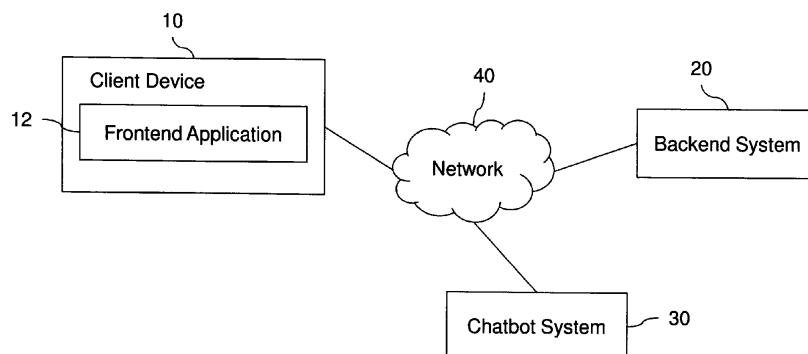 10
Client Device
12
Frontend Application
40
Network
20
Backend System
Chatbot System
30